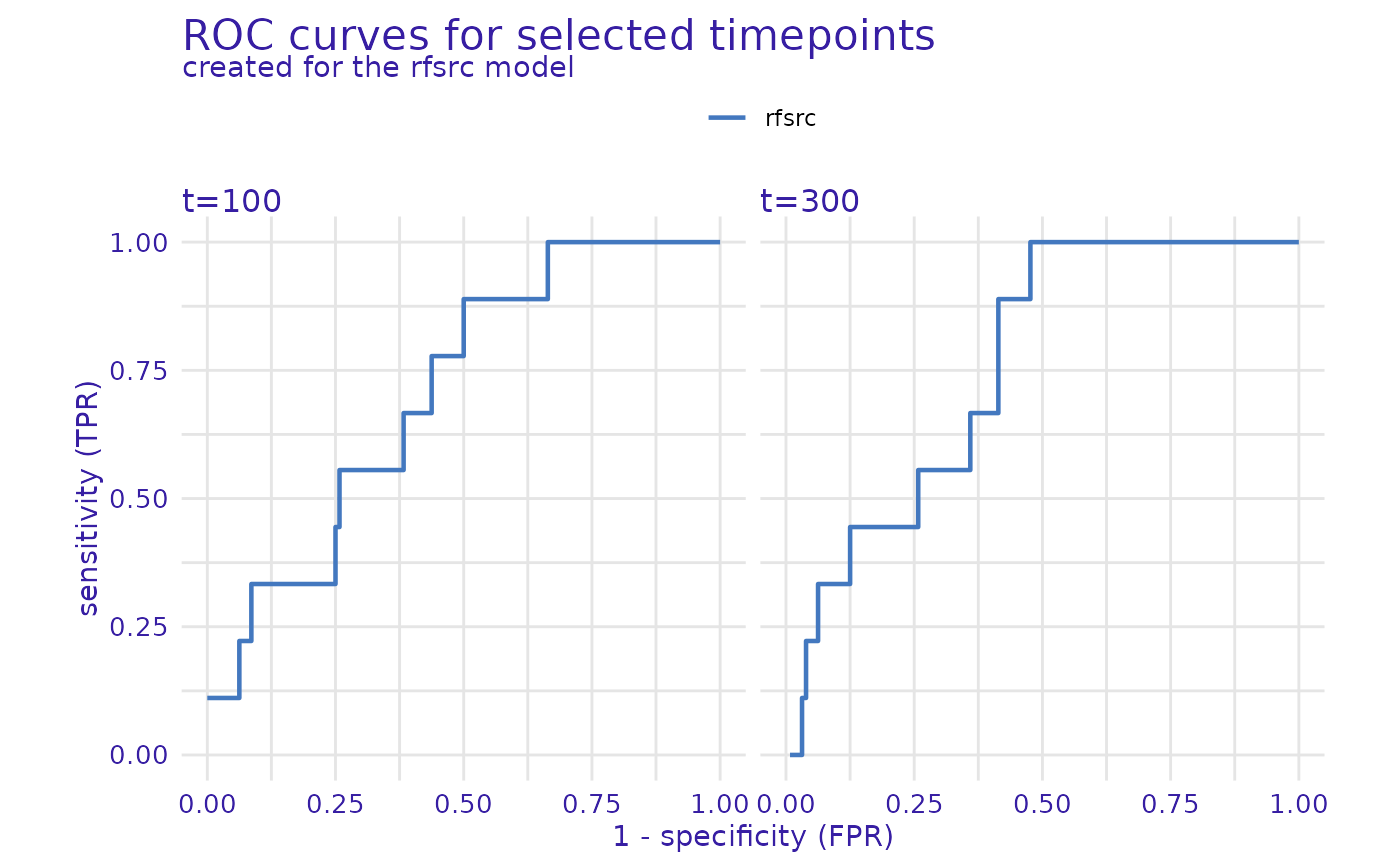 ROC curves for selected timepoints
created for the rfsrc model
rfsrc
t=100
t=300
sensitivity (TPR)
1.00
0.75
0.50
0.25
0.00
0.00 0.25 0.50 0.75 1.00 0.00 0.25 0.50 0.75 1.00
1 - specificity (FPR)